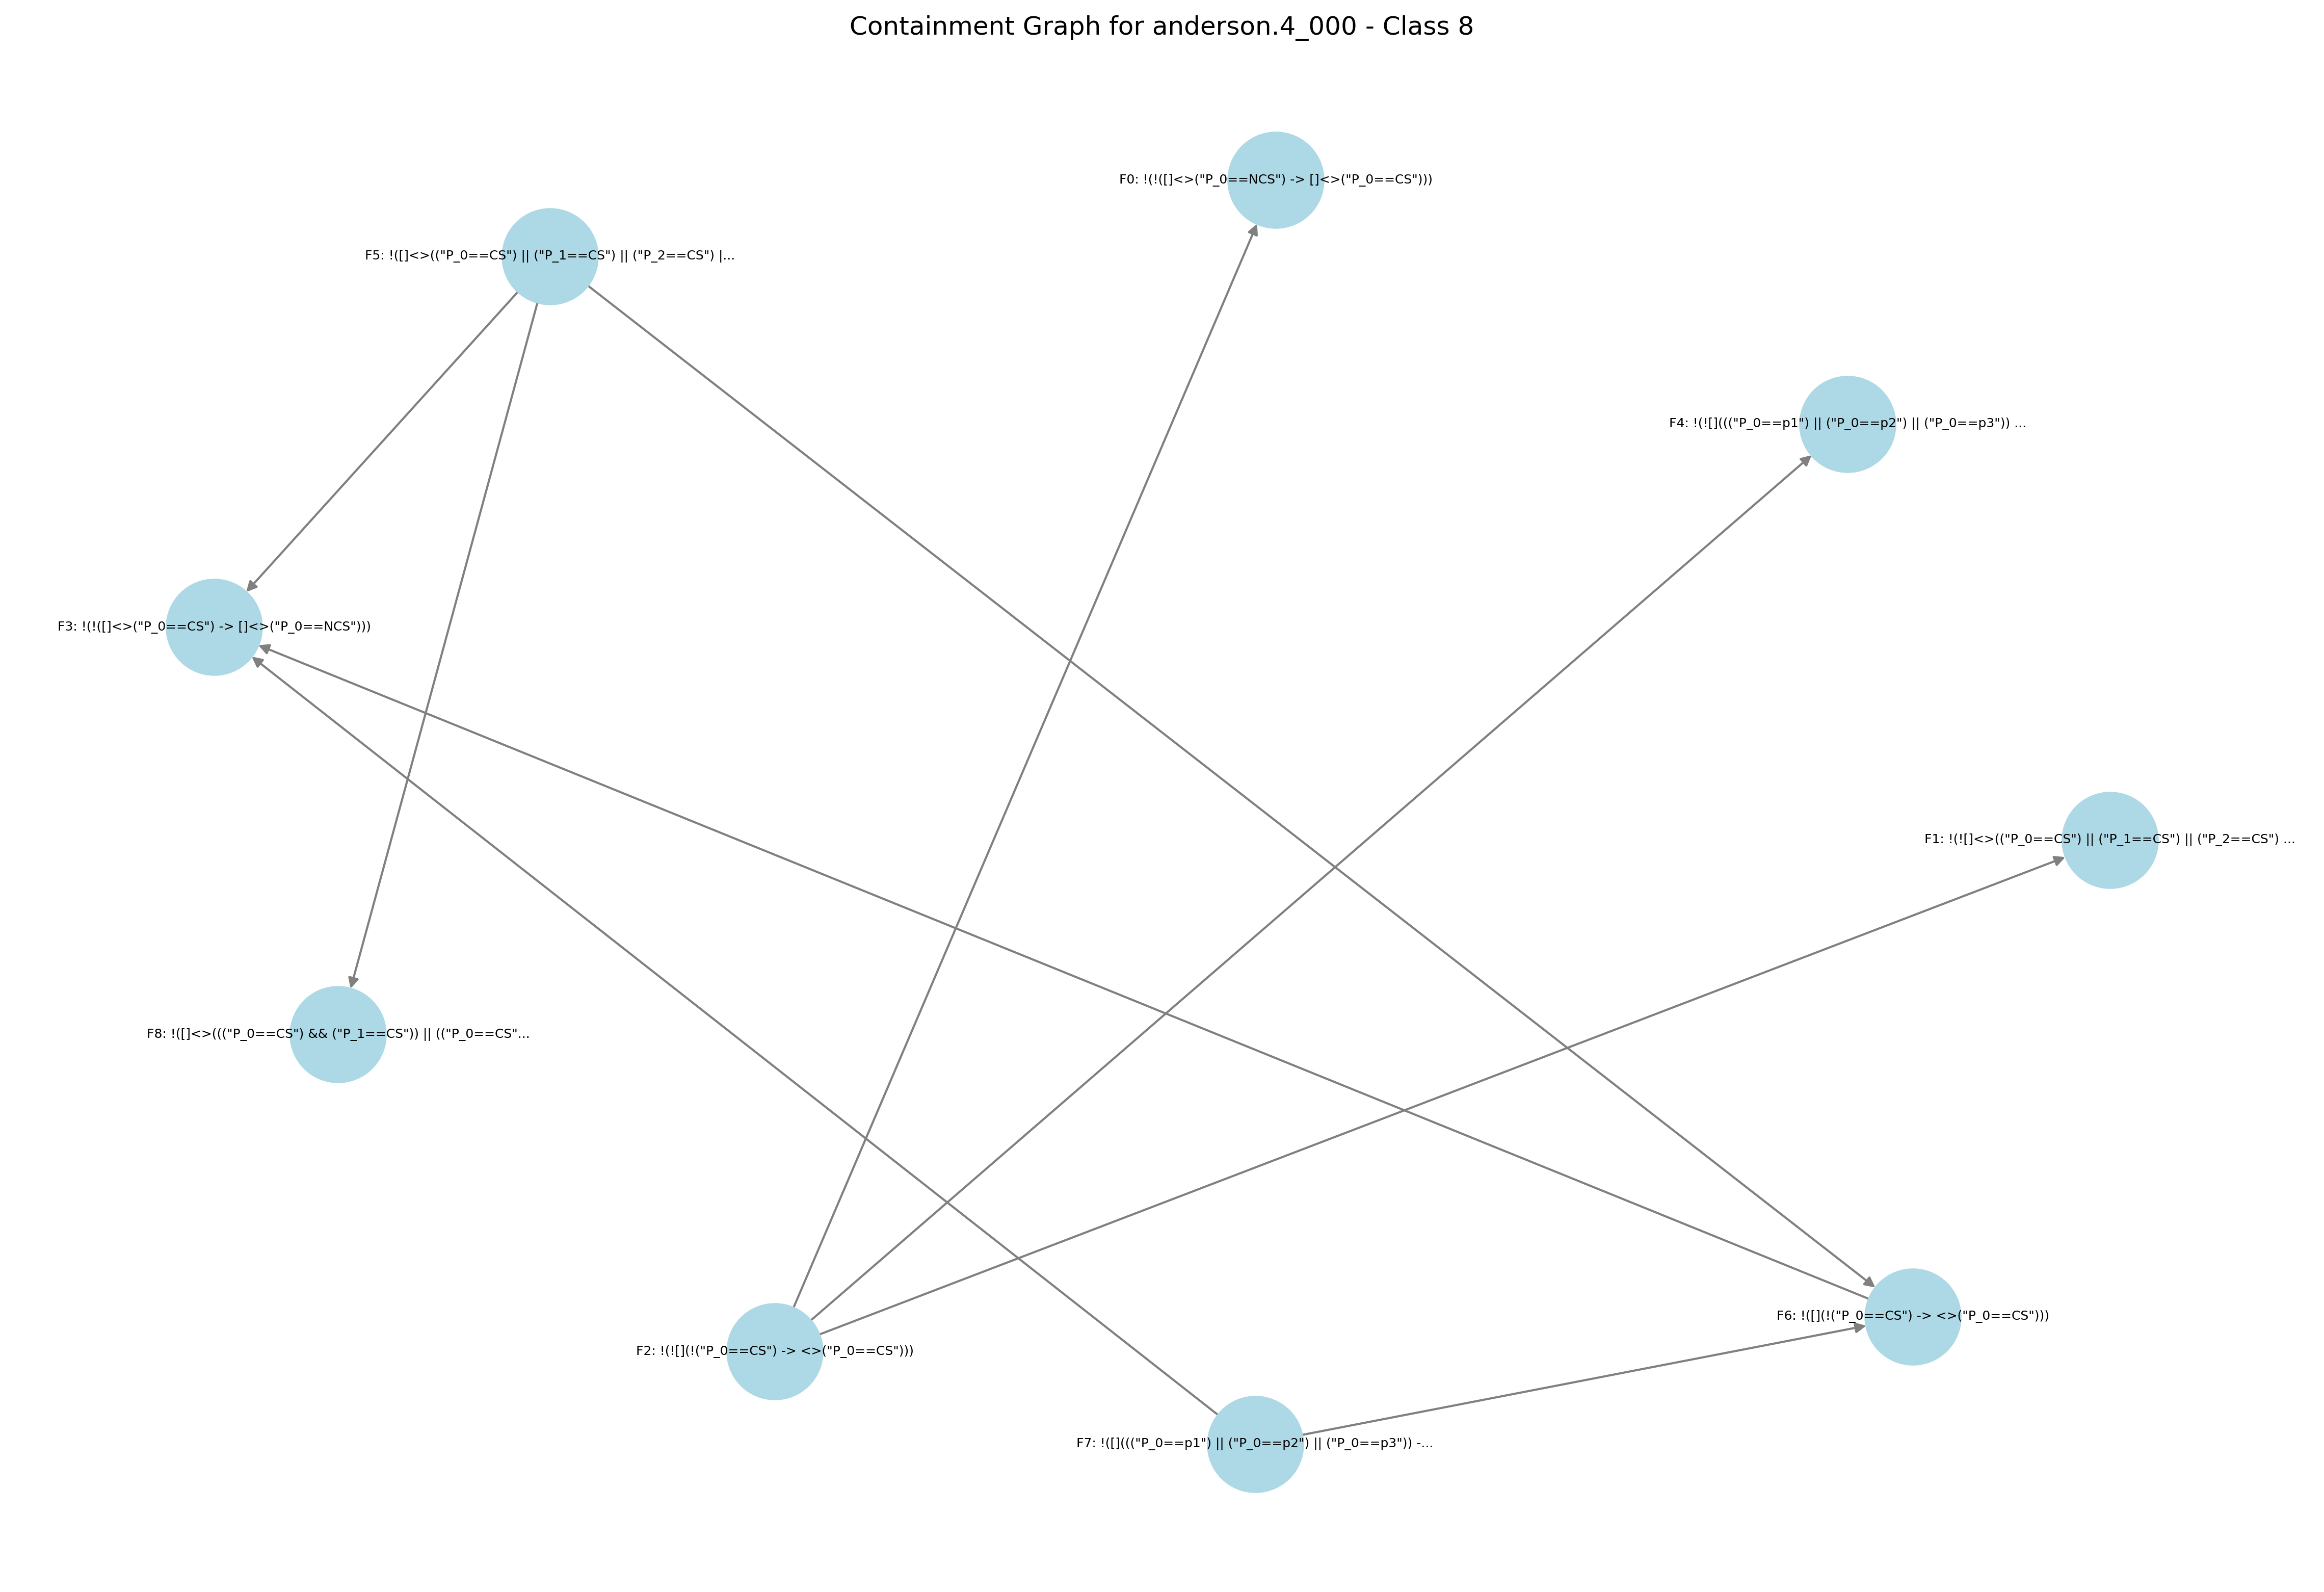 Containment Graph for anderson.4_000 - Class 8
F0: !(!([]<>("P_0==NCS") -> []<>("P_0==CS")))
F5: !([]<>(("P_0==CS") || ("P_1==CS") || ("P_2==CS") |...
F4: !(![]((("P_0==p1") || ("P_0==p2") || ("P_0==p3")) ...
F3: !(!([]<>("P_0==CS") -> []<>("P_0==NCS")))
F1: !(![]<>(("P_0==CS") || ("P_1==CS") || ("P_2==CS") ...
F8: !([]<>((("P_0==CS") && ("P_1==CS")) || (("P_0==CS"...
F6: !([](!("P_0==CS") -> <>("P_0==CS")))
F2: !(![](!("P_0==CS") -> <>("P_0==CS")))
F7: !([]((("P_0==p1") || ("P_0==p2") || ("P_0==p3")) -...